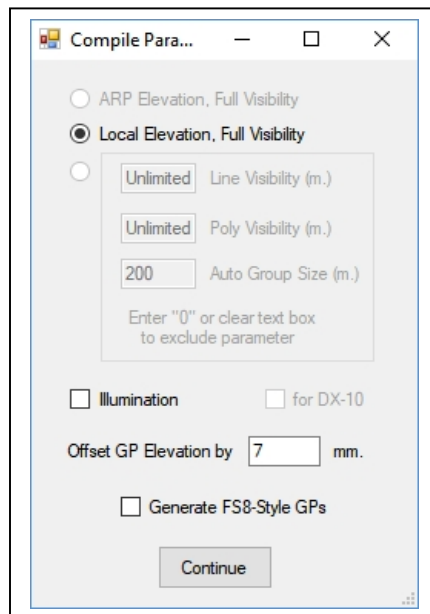 Compile Para...
ARP Elevation, Full Visibility
Local Elevation, Full Visibility
Unlimited Line Visibility (m.)
Unlimited Poly Visibility (m.)
200 Auto Group Size (m.)
Enter "0" or clear text box
to exclude parameter
Illumination for DX-10
Offset GP Elevation by 7 mm.
Generate FS8-Style GPs
Continue